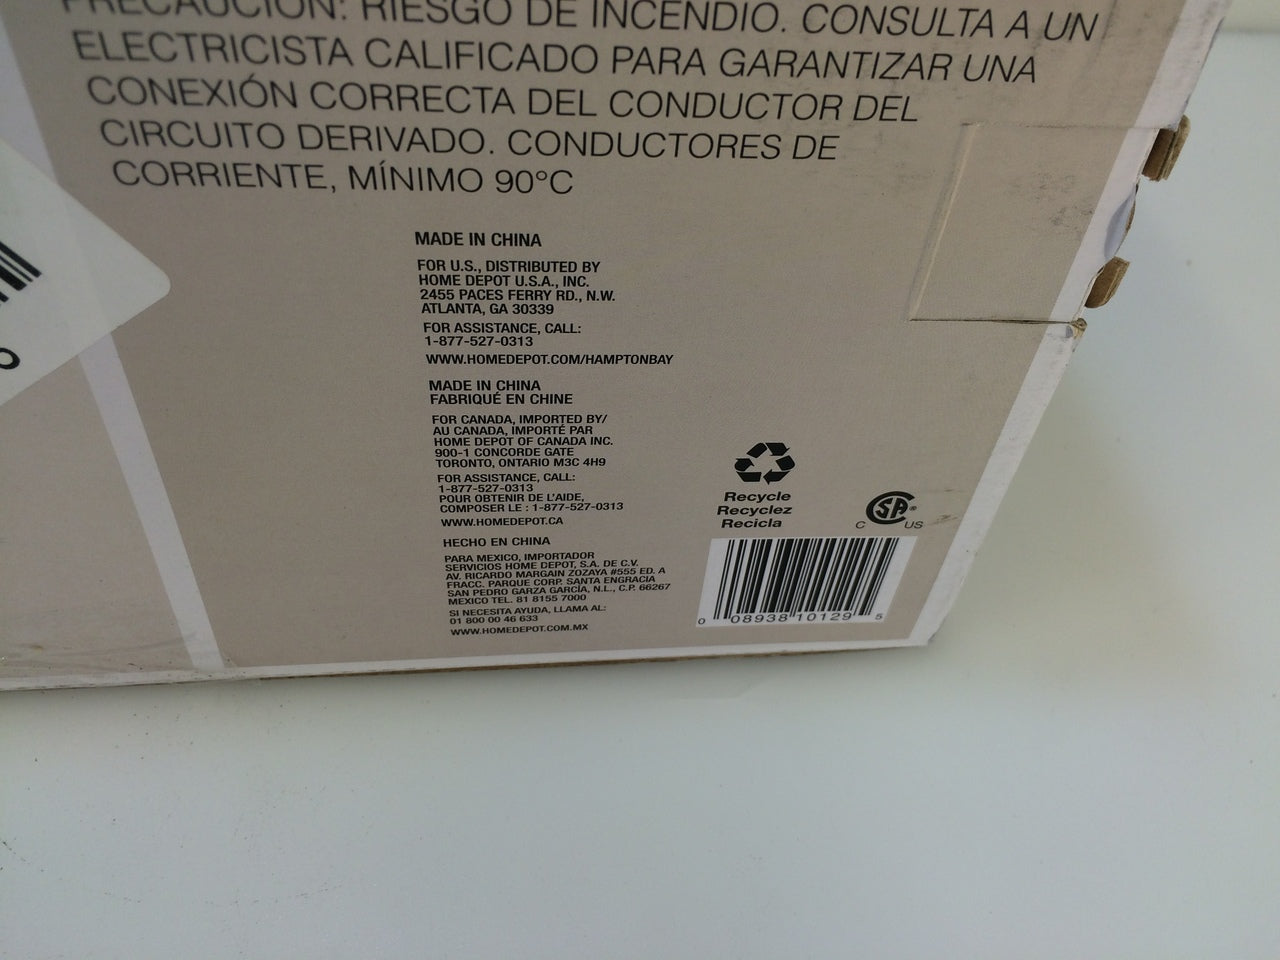 PRECAUCIÓN: RIESGO DE INCENDIO. CONSULTA A UN
ELECTRICISTA CALIFICADO PARA GARANTIZAR UNA
CONEXIÓN CORRECTA DEL CONDUCTOR DEL
CIRCUITO DERIVADO. CONDUCTORES DE
CORRIENTE, MÍNIMO 90°C
MADE IN CHINA
FOR U.S., DISTRIBUTED BY
HOME DEPOT U.S.A., INC.
2455 PACES FERRY RD., N.W.
ATLANTA, GA 30339
FOR ASSISTANCE, CALL:
1-877-527-0313
WWW.HOMEDEPOT.COM/HAMPTONBAY
MADE IN CHINA
FABRIQUÉ EN CHINE
FOR CANADA, IMPORTED BY/
AU CANADA, IMPORTÉ PAR
HOME DEPOT OF CANADA INC.
900-1 CONCORDE GATE
TORONTO, ONTARIO M3C 4H9
FOR ASSISTANCE, CALL:
1-877-527-0313
POUR OBTENIR DE L'AIDE,
COMPOSER LE : 1-877-527-0313
WWW.HOMEDEPOT.CA
HECHO EN CHINA
PARA MEXICO, IMPORTADOR
SERVICIOS HOME DEPOT, S.A. DE C.V.
AV. RICARDO MARGAIN ZOZAYA #555 ED. A
FRACC. PARQUE CORP. SANTA ENGRACIA
SAN PEDRO GARZA GARCÍA, N.L., C.P. 66267
MEXICO TEL. 81 8155 7000
SI NECESITA AYUDA, LLAMA AL:
01 800 00 46 633
WWW.HOMEDEPOT.COM.MX
Recycle
Recyclez
Recicla
C SA® US
0 08938 10129 5